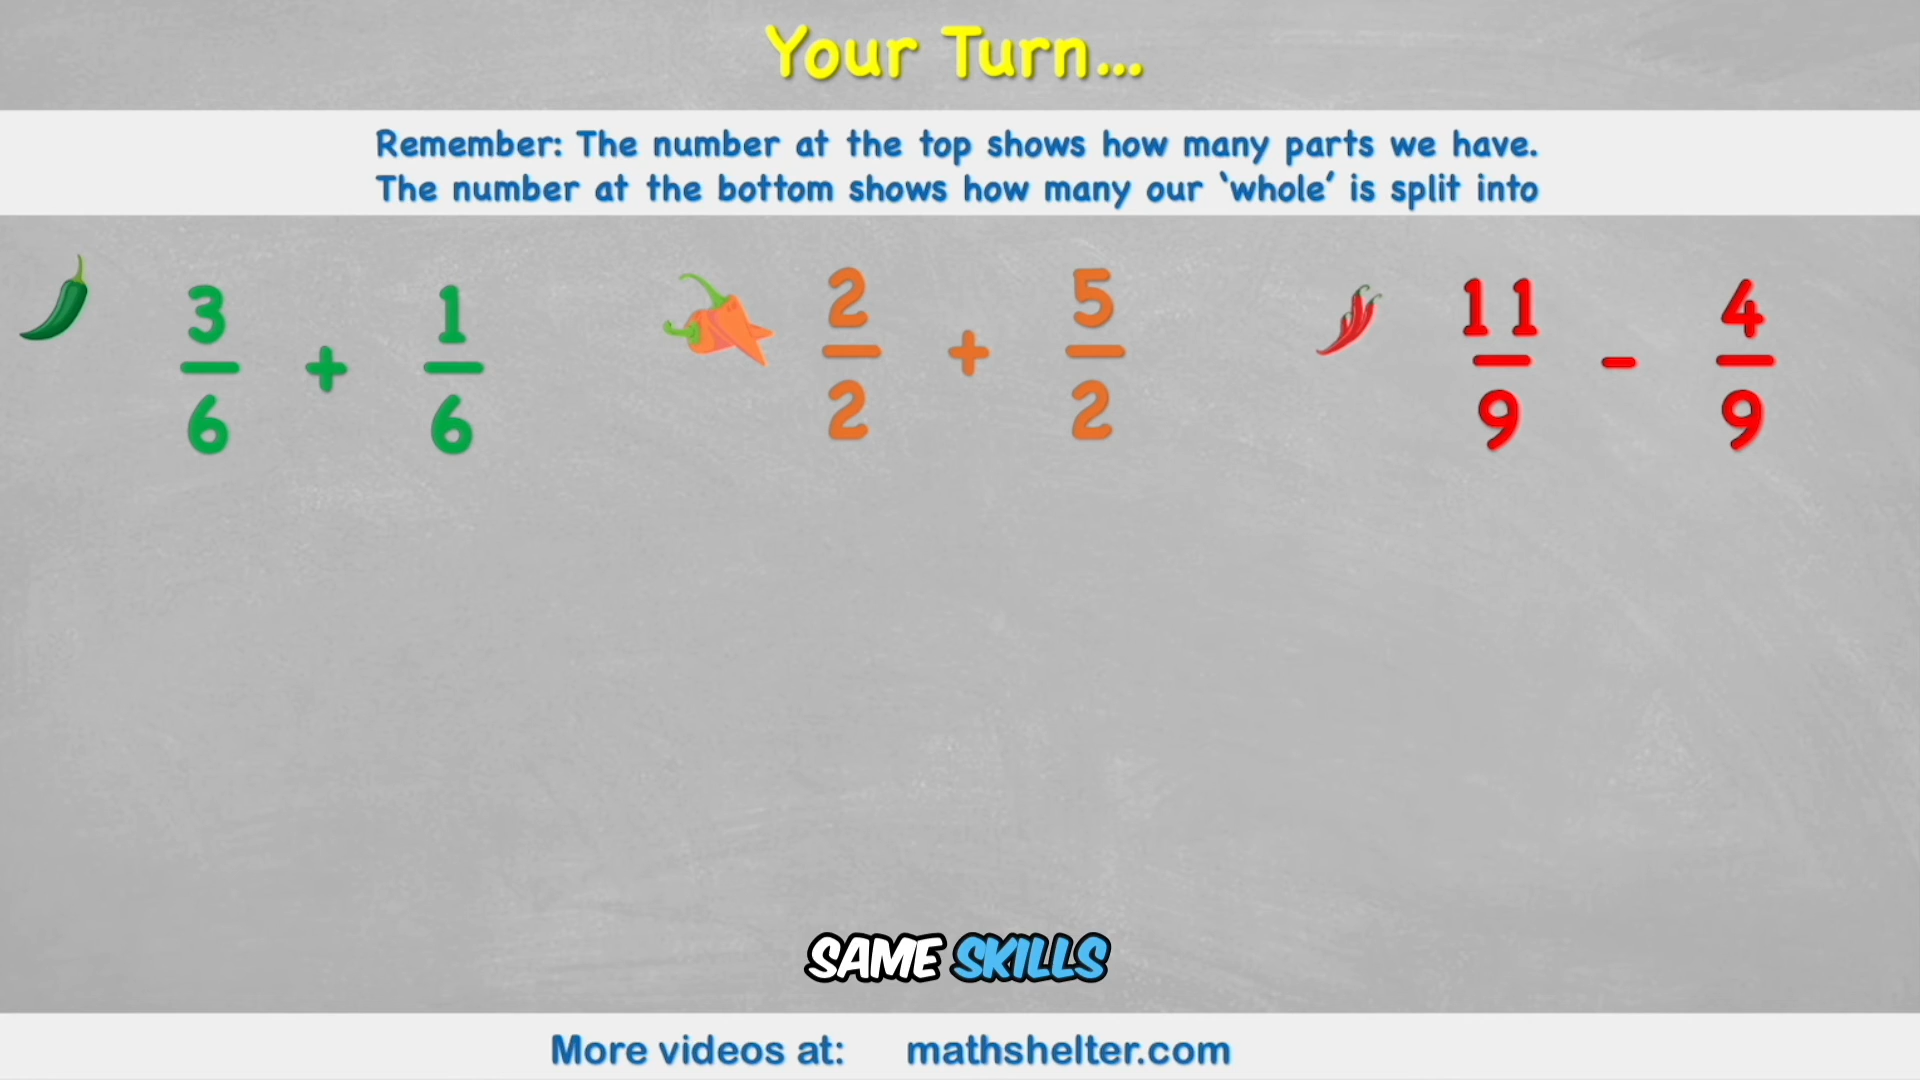 Your Turn...
Remember: The number at the top shows how many parts we have.
The number at the bottom shows how many our ‘whole’ is split into
3/6 + 1/6
2/2 + 5/2
11/9 - 4/9
SAME SKILLS
More videos at: mathshelter.com